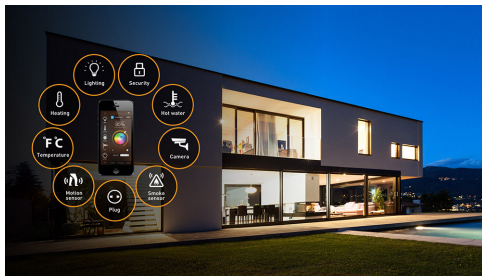 Lighting
Security
Heating
Hot water
°F°C
Temperature
Camera
Motion
sensor
Smoke
sensor
Plug